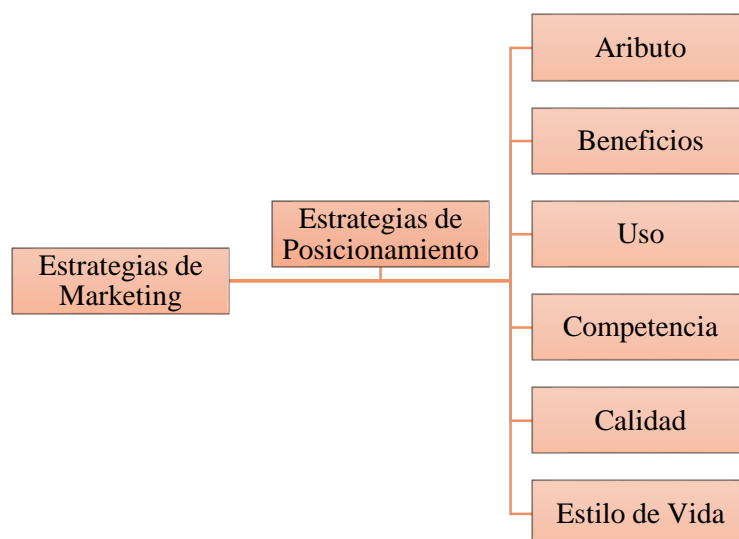 Estrategias de
Marketing
Estrategias de
Posicionamiento
Aributo
Beneficios
Uso
Competencia
Calidad
Estilo de Vida